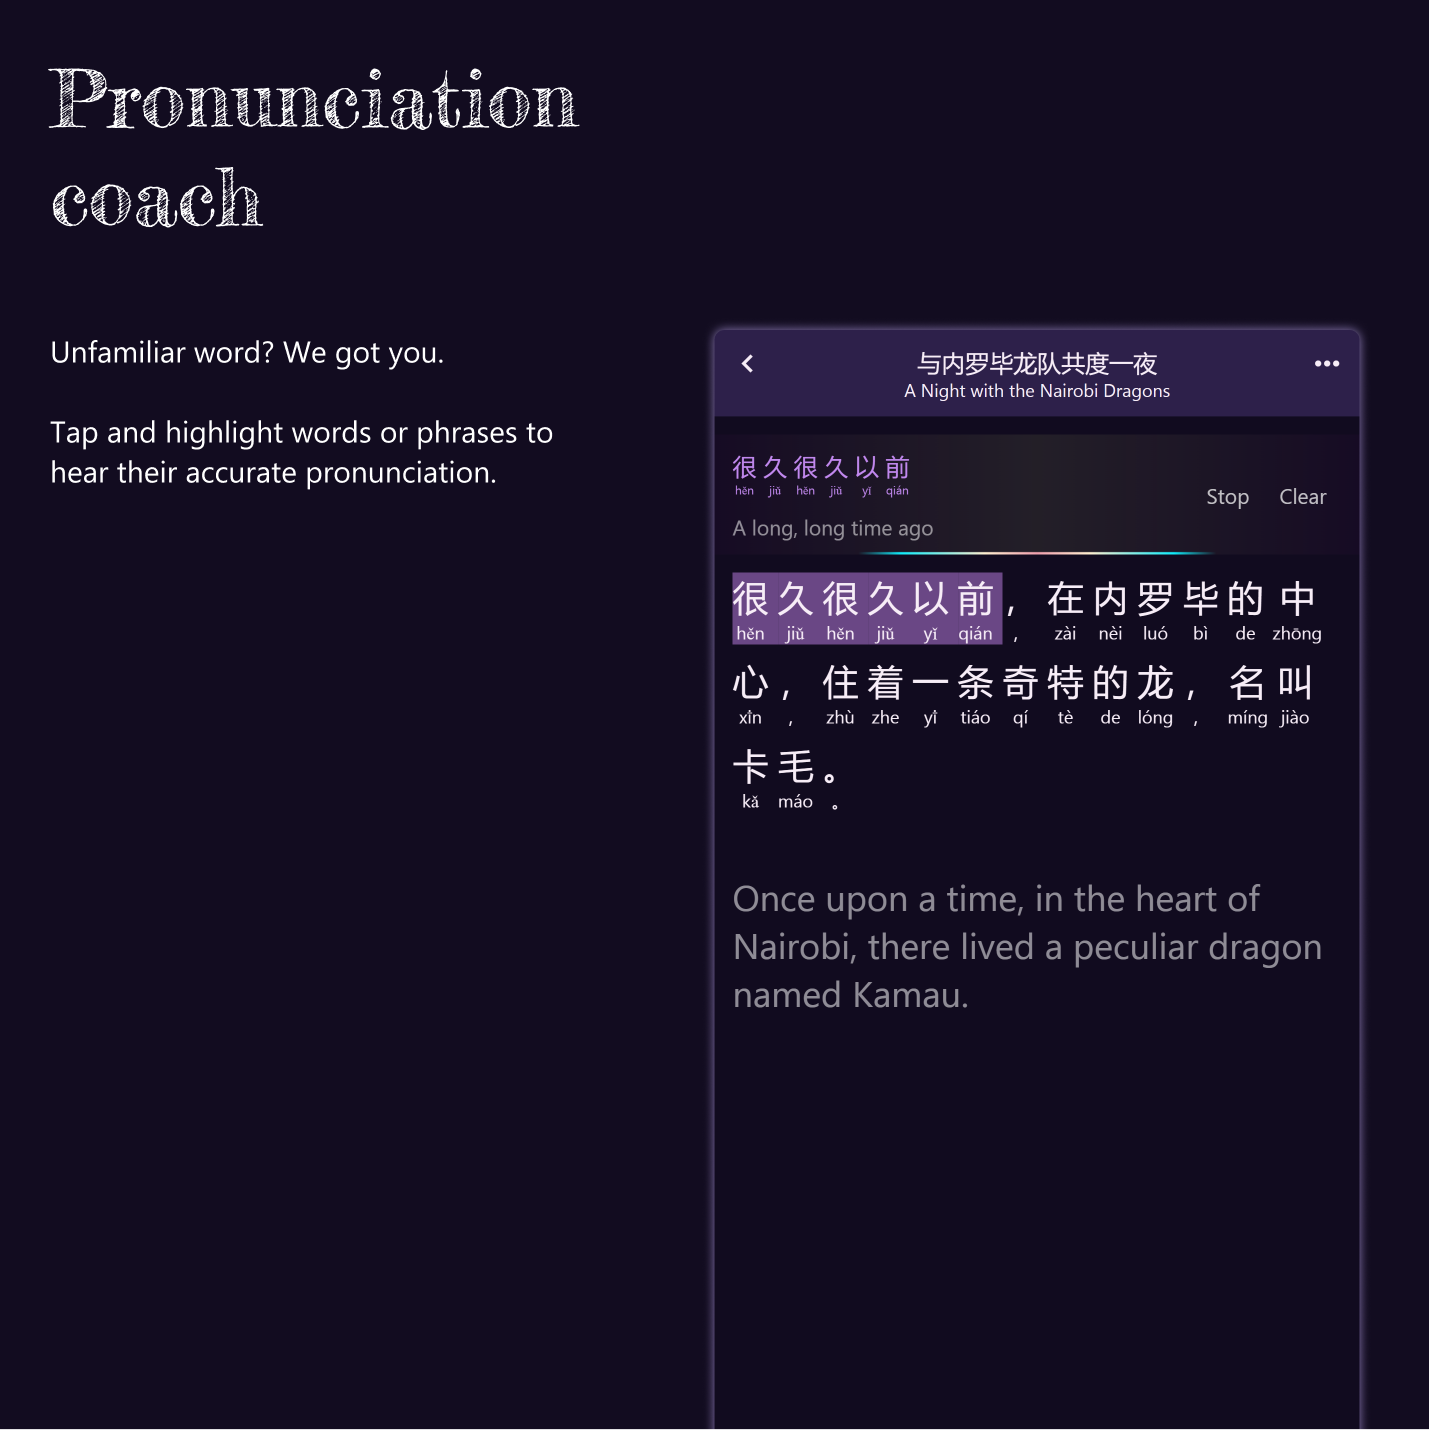 Pronunciation
coach
Unfamiliar word? We got you.
Tap and highlight words or phrases to
hear their accurate pronunciation.
与内罗毕龙队共度一夜
A Night with the Nairobi Dragons
很久很久以前
hěn jiǔ hěn jiǔ yǐ qián
A long, long time ago
Stop Clear
很久很久以前，在内罗毕的中
hěn jiǔ hěn jiǔ yǐ qián , zài nèi luó bì de zhōng
心，住着一条奇特的龙，名叫
xīn , zhù zhe yī tiáo qí tè de lóng , míng jiào
卡毛。
kǎ máo 。
Once upon a time, in the heart of
Nairobi, there lived a peculiar dragon
named Kamau.